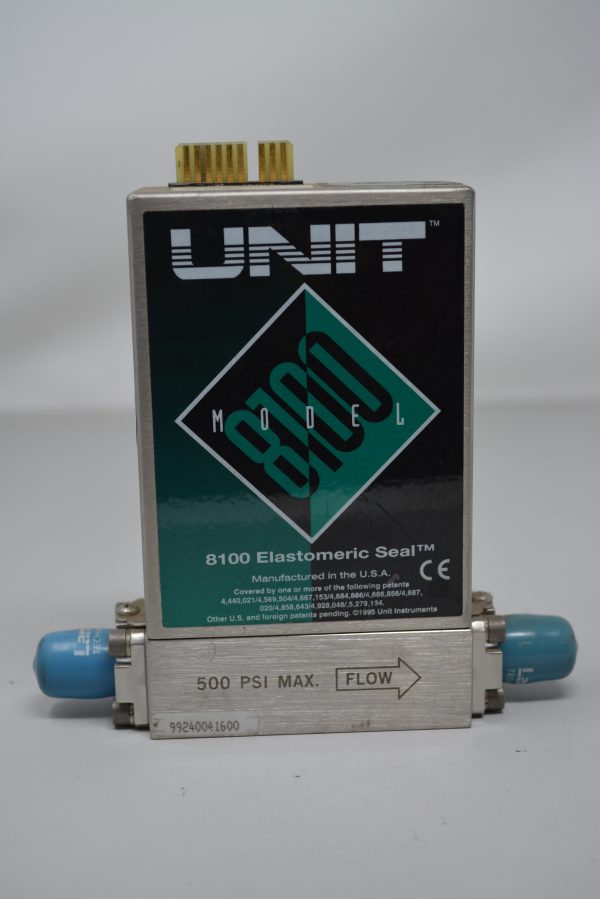 UNIT™
MODEL
8100
8100 Elastomeric Seal™
Manufactured in the U.S.A.
CE
Covered by one or more of the following patents
4,440,021/4,569,504/4,667,153/4,684,586/4,686,856/4,687,
020/4,858,643/4,928,048/,5,279,154.
Other U.S. and foreign patents pending. ©1995 Unit Instruments
500 PSI MAX. FLOW
99240041600